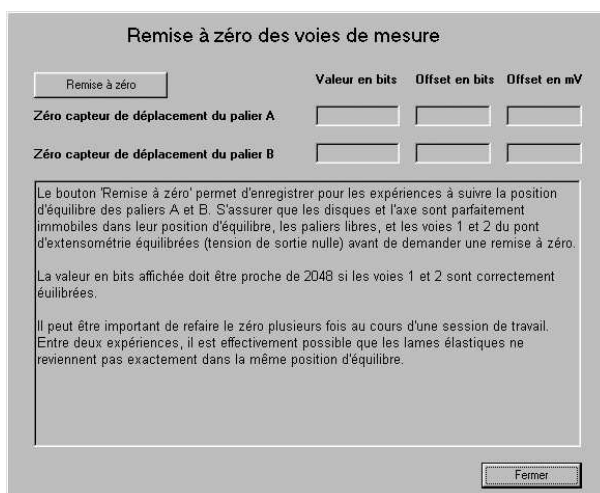 Remise à zéro des voies de mesure
Remise à zéro
Valeur en bits Offset en bits Offset en mV
Zéro capteur de déplacement du palier A
Zéro capteur de déplacement du palier B
Le bouton 'Remise à zéro' permet d'enregistrer pour les expériences à suivre la position
d'équilibre des paliers A et B. S'assurer que les disques et l'axe sont parfaitement
immobiles dans leur position d'équilibre, les paliers libres, et les voies 1 et 2 du pont
d'extensométrie équilibrées (tension de sortie nulle) avant de demander une remise à zéro.
La valeur en bits affichée doit être proche de 2048 si les voies 1 et 2 sont correctement
éuilibrées.
Il peut être important de refaire le zéro plusieurs fois au cours d'une session de travail.
Entre deux expériences, il est effectivement possible que les lames élastiques ne
reviennent pas exactement dans la même position d'équilibre.
Fermer